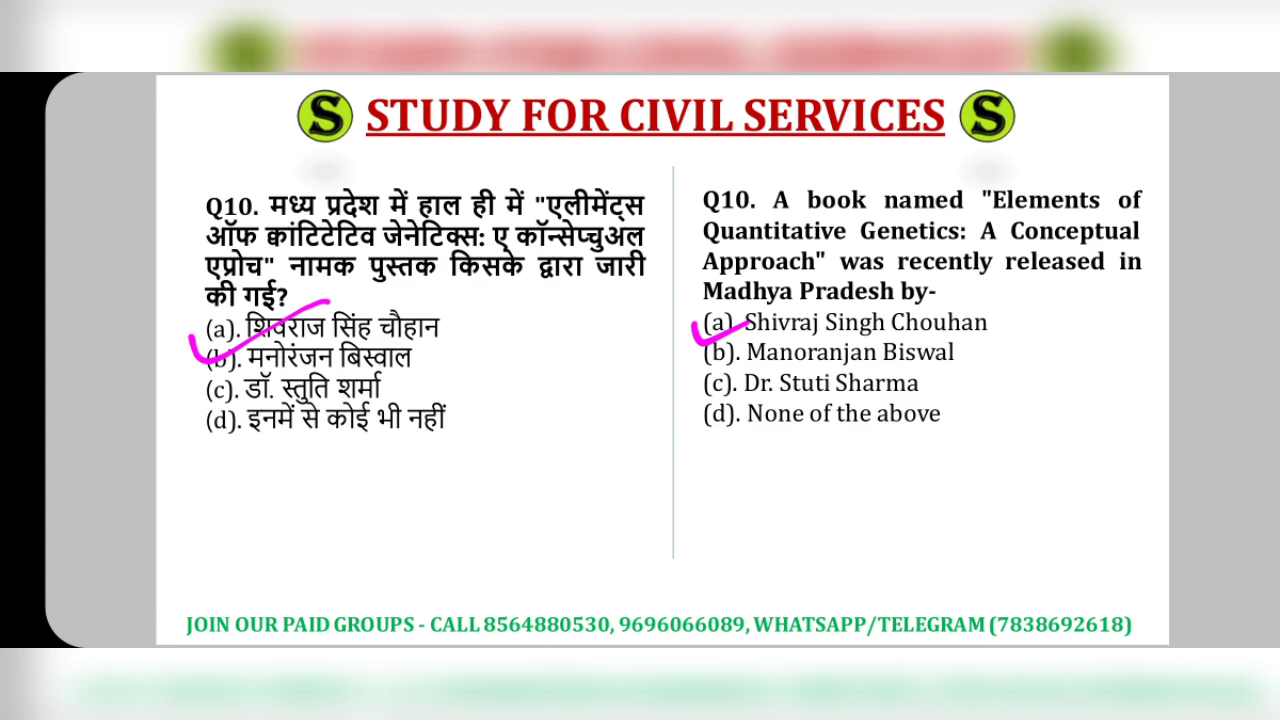 S STUDY FOR CIVIL SERVICES S
Q10. मध्य प्रदेश में हाल ही में "एलीमेंट्स
ऑफ क्वांटिटेटिव जेनेटिक्स: ए कॉन्सेप्चुअल
एप्रोच" नामक पुस्तक किसके द्वारा जारी
की गई?
(a). शिवराज सिंह चौहान
(b). मनोरंजन बिस्वाल
(c). डॉ. स्तुति शर्मा
(d). इनमें से कोई भी नहीं
Q10. A book named "Elements of
Quantitative Genetics: A Conceptual
Approach" was recently released in
Madhya Pradesh by-
(a). Shivraj Singh Chouhan
(b). Manoranjan Biswal
(c). Dr. Stuti Sharma
(d). None of the above
JOIN OUR PAID GROUPS - CALL 8564880530, 9696066089, WHATSAPP/TELEGRAM (7838692618)